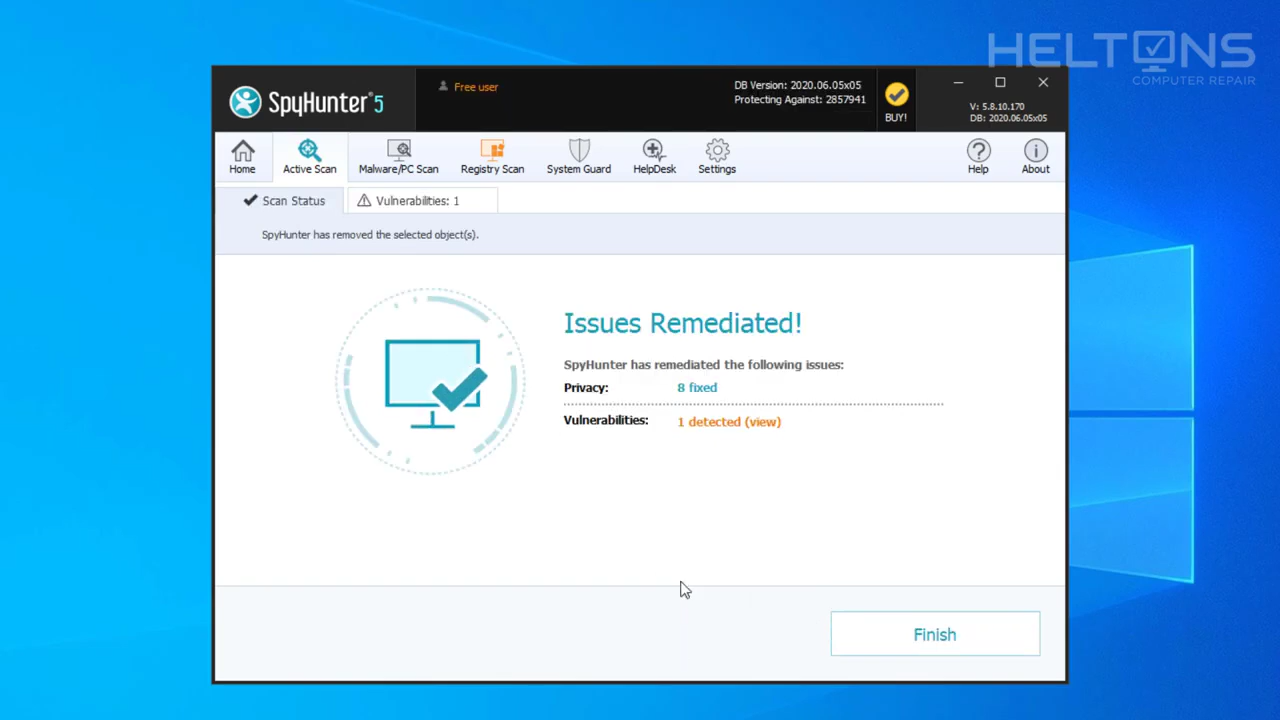 HELTONS
COMPUTER REPAIR
SpyHunter® 5
Free user
DB Version: 2020.06.05x05
Protecting Against: 2857941
BUY!
V: 5.8.10.170
DB: 2020.06.05x05
Home
Active Scan
Malware/PC Scan
Registry Scan
System Guard
HelpDesk
Settings
Help
About
Scan Status
Vulnerabilities: 1
SpyHunter has removed the selected object(s).
Issues Remediated!
SpyHunter has remediated the following issues:
Privacy: 8 fixed
Vulnerabilities: 1 detected (view)
Finish